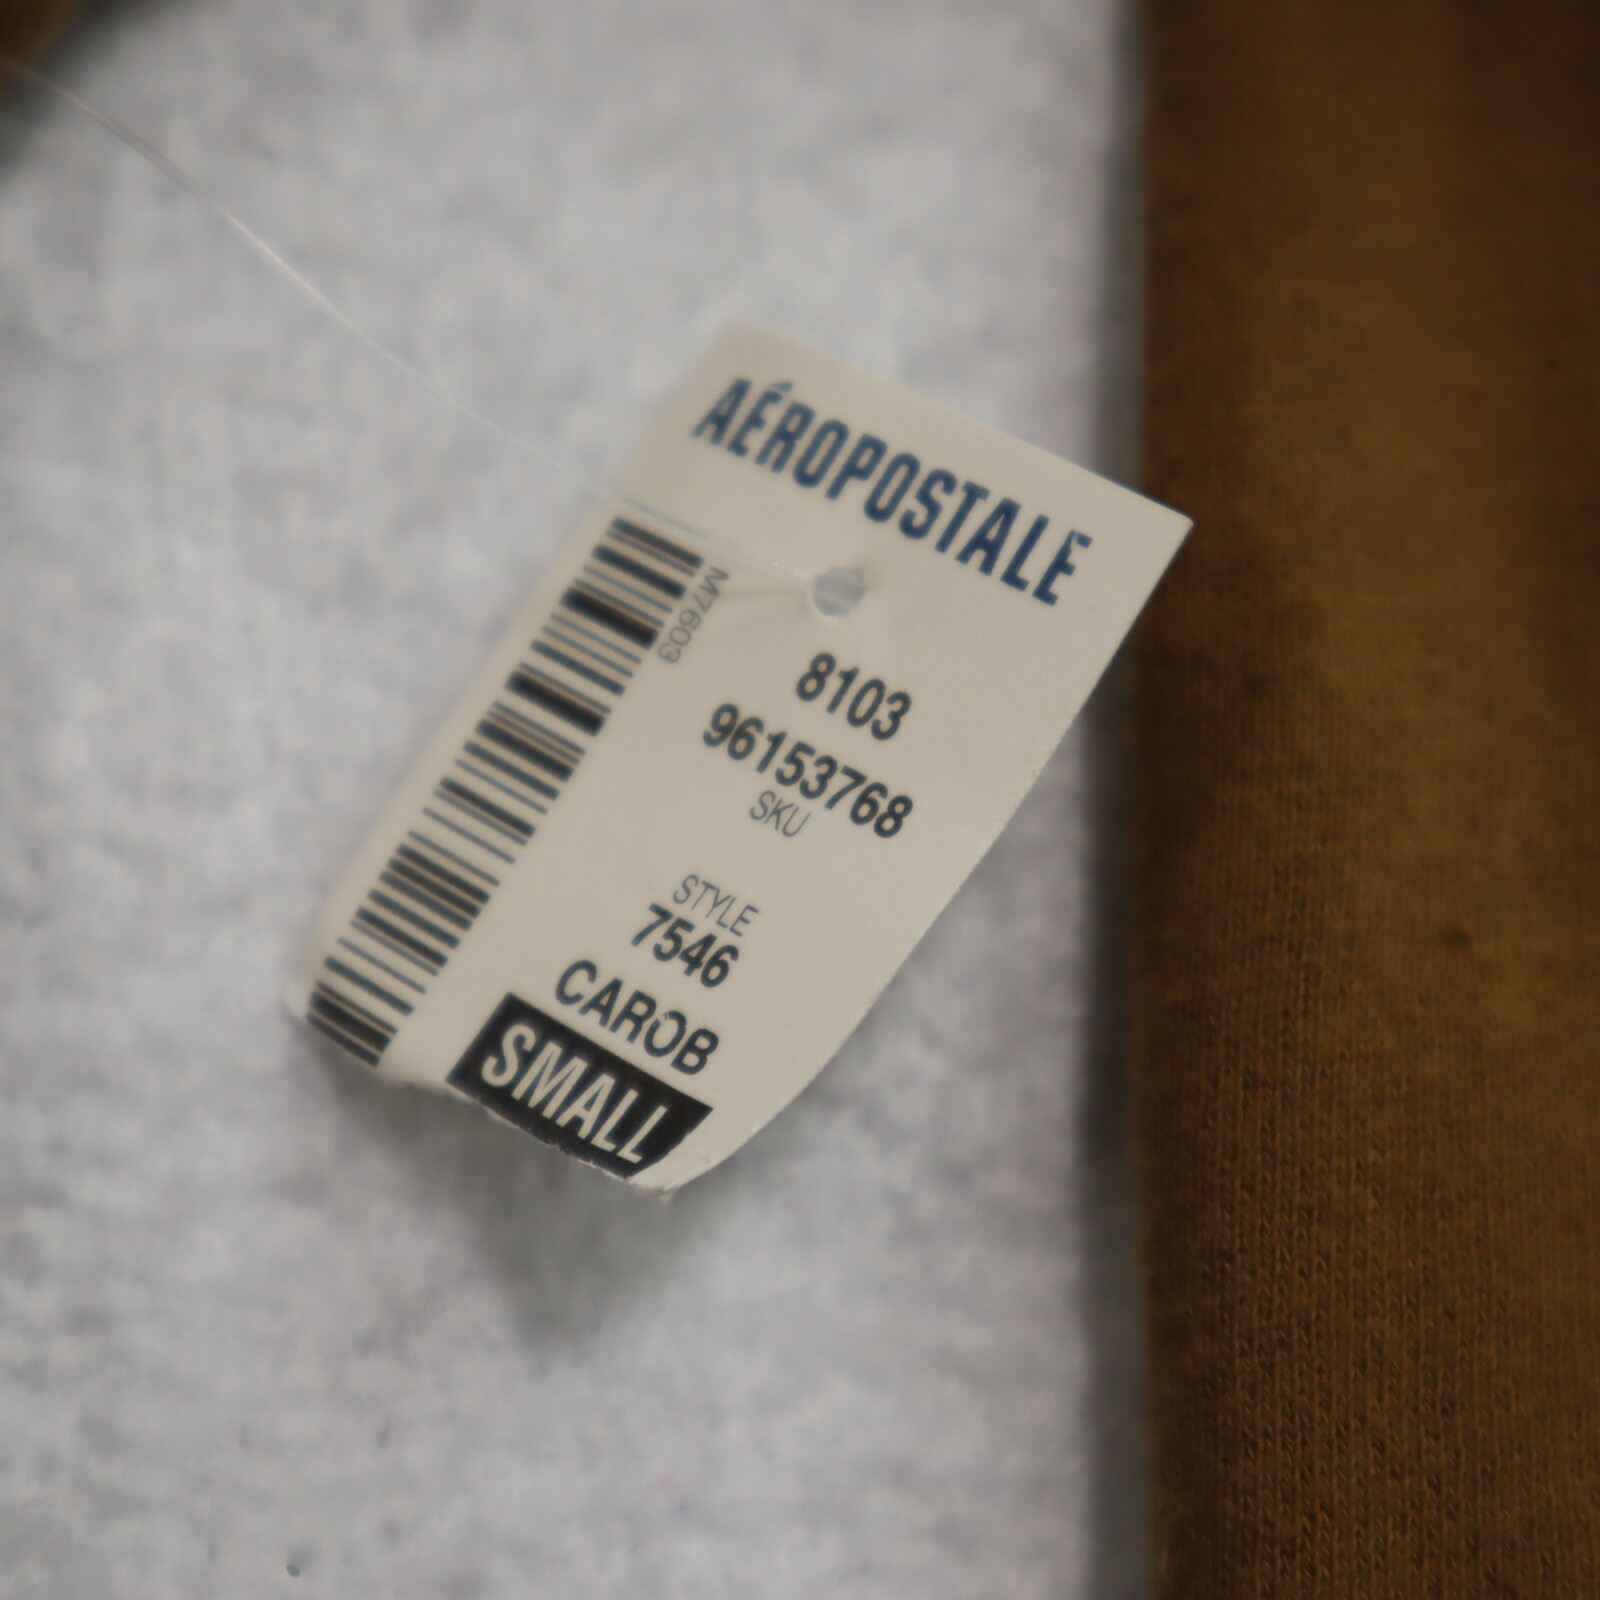 AÉROPOSTALE
M7603
8103
96153768
SKU
STYLE
7546
CAROB
SMALL